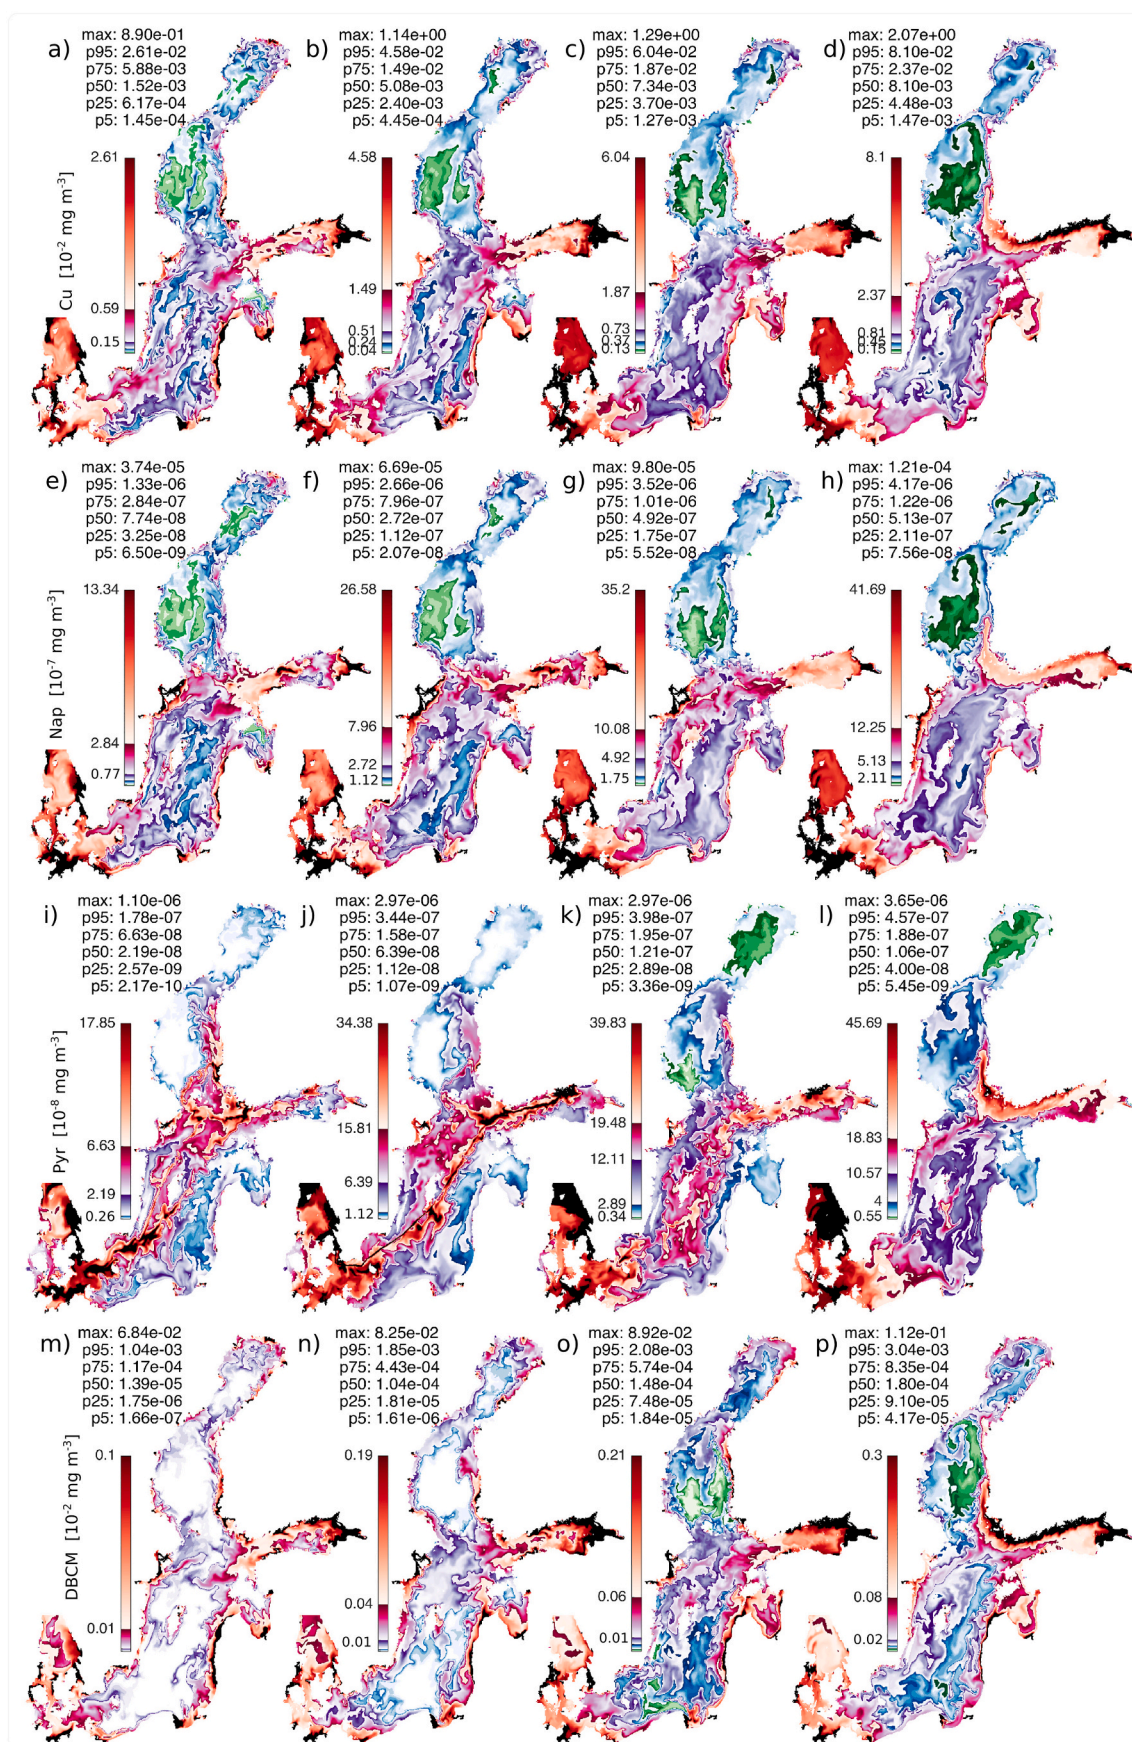 a)
max: 8.90e-01
p95: 2.61e-02
p75: 5.88e-03
p50: 1.52e-03
p25: 6.17e-04
p5: 1.45e-04
2.61
0.59
0.15
Cu [10⁻² mg m⁻³]
b)
max: 1.14e+00
p95: 4.58e-02
p75: 1.49e-02
p50: 5.08e-03
p25: 2.40e-03
p5: 4.45e-04
4.58
1.49
0.51
0.24
0.04
c)
max: 1.29e+00
p95: 6.04e-02
p75: 1.87e-02
p50: 7.34e-03
p25: 3.70e-03
p5: 1.27e-03
6.04
1.87
0.73
0.37
0.13
d)
max: 2.07e+00
p95: 8.10e-02
p75: 2.37e-02
p50: 8.10e-03
p25: 4.48e-03
p5: 1.47e-03
8.1
2.37
0.81
0.45
0.15
e)
max: 3.74e-05
p95: 1.33e-06
p75: 2.84e-07
p50: 7.74e-08
p25: 3.25e-08
p5: 6.50e-09
13.34
2.84
0.77
Nap [10⁻⁷ mg m⁻³]
f)
max: 6.69e-05
p95: 2.66e-06
p75: 7.96e-07
p50: 2.72e-07
p25: 1.12e-07
p5: 2.07e-08
26.58
7.96
2.72
1.12
g)
max: 9.80e-05
p95: 3.52e-06
p75: 1.01e-06
p50: 4.92e-07
p25: 1.75e-07
p5: 5.52e-08
35.2
10.08
4.92
1.75
h)
max: 1.21e-04
p95: 4.17e-06
p75: 1.22e-06
p50: 5.13e-07
p25: 2.11e-07
p5: 7.56e-08
41.69
12.25
5.13
2.11
i)
max: 1.10e-06
p95: 1.78e-07
p75: 6.63e-08
p50: 2.19e-08
p25: 2.57e-09
p5: 2.17e-10
17.85
6.63
2.19
0.26
Pyr [10⁻⁸ mg m⁻³]
j)
max: 2.97e-06
p95: 3.44e-07
p75: 1.58e-07
p50: 6.39e-08
p25: 1.12e-08
p5: 1.07e-09
34.38
15.81
6.39
1.12
k)
max: 2.97e-06
p95: 3.98e-07
p75: 1.95e-07
p50: 1.21e-07
p25: 2.89e-08
p5: 3.36e-09
39.83
19.48
12.11
2.89
0.34
l)
max: 3.65e-06
p95: 4.57e-07
p75: 1.88e-07
p50: 1.06e-07
p25: 4.00e-08
p5: 5.45e-09
45.69
18.83
10.57
4
0.55
m)
max: 6.84e-02
p95: 1.04e-03
p75: 1.17e-04
p50: 1.39e-05
p25: 1.75e-06
p5: 1.66e-07
0.1
0.01
DBCM [10⁻² mg m⁻³]
n)
max: 8.25e-02
p95: 1.85e-03
p75: 4.43e-04
p50: 1.04e-04
p25: 1.81e-05
p5: 1.61e-06
0.19
0.04
0.01
o)
max: 8.92e-02
p95: 2.08e-03
p75: 5.74e-04
p50: 1.48e-04
p25: 7.48e-05
p5: 1.84e-05
0.21
0.06
0.01
p)
max: 1.12e-01
p95: 3.04e-03
p75: 8.35e-04
p50: 1.80e-04
p25: 9.10e-05
p5: 4.17e-05
0.3
0.08
0.02